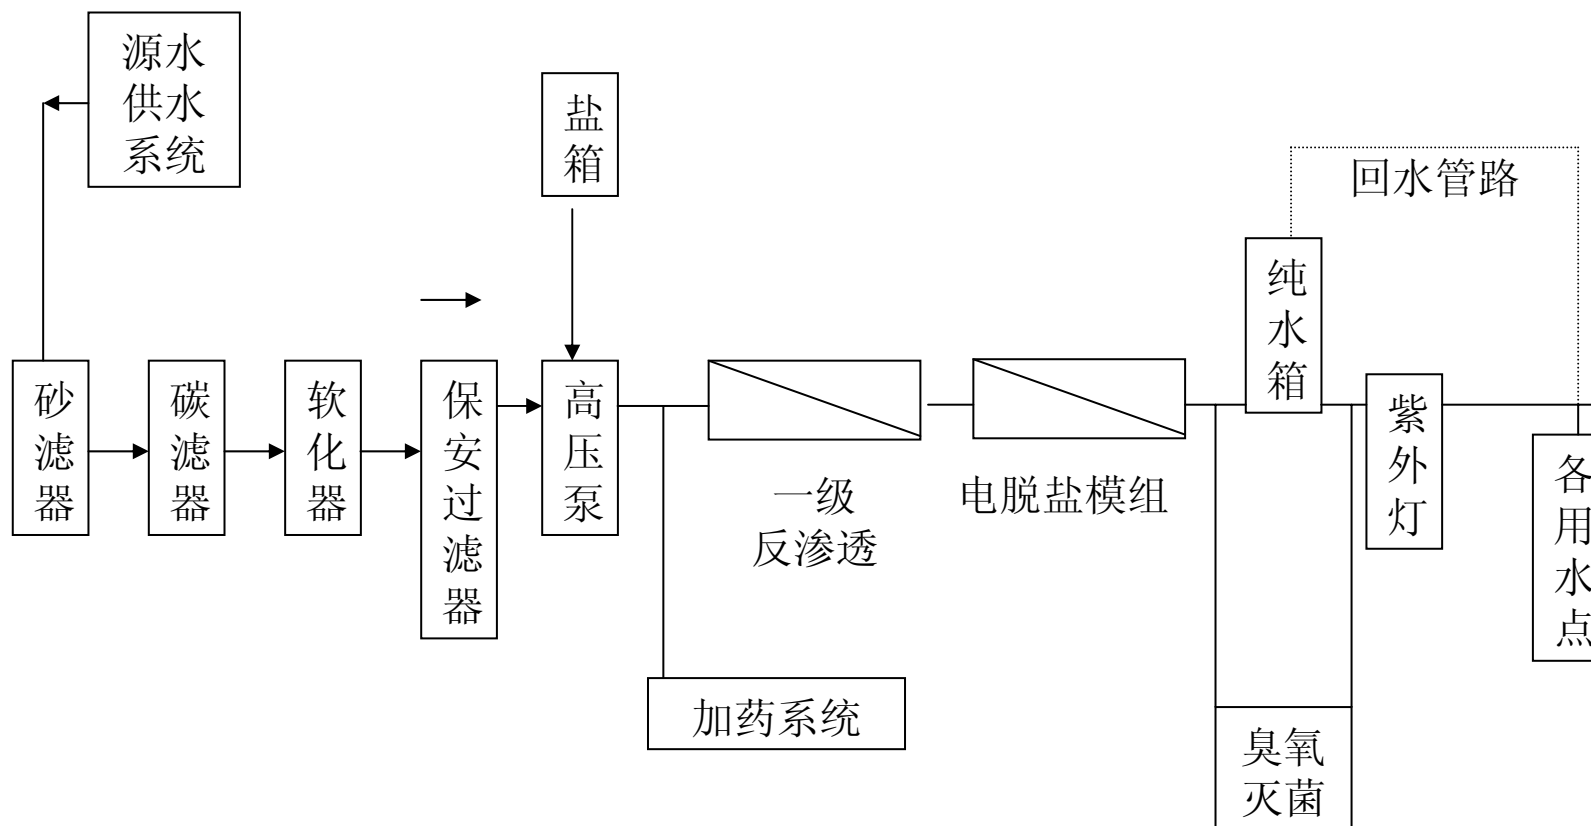 源水
供水
系统
盐
箱
回水管路
纯
水
箱
砂
滤
器
碳
滤
器
软
化
器
保
安
过
滤
器
高
压
泵
一级
反渗透
电脱盐模组
紫
外
灯
各
用
水
点
加药系统
臭氧
灭菌